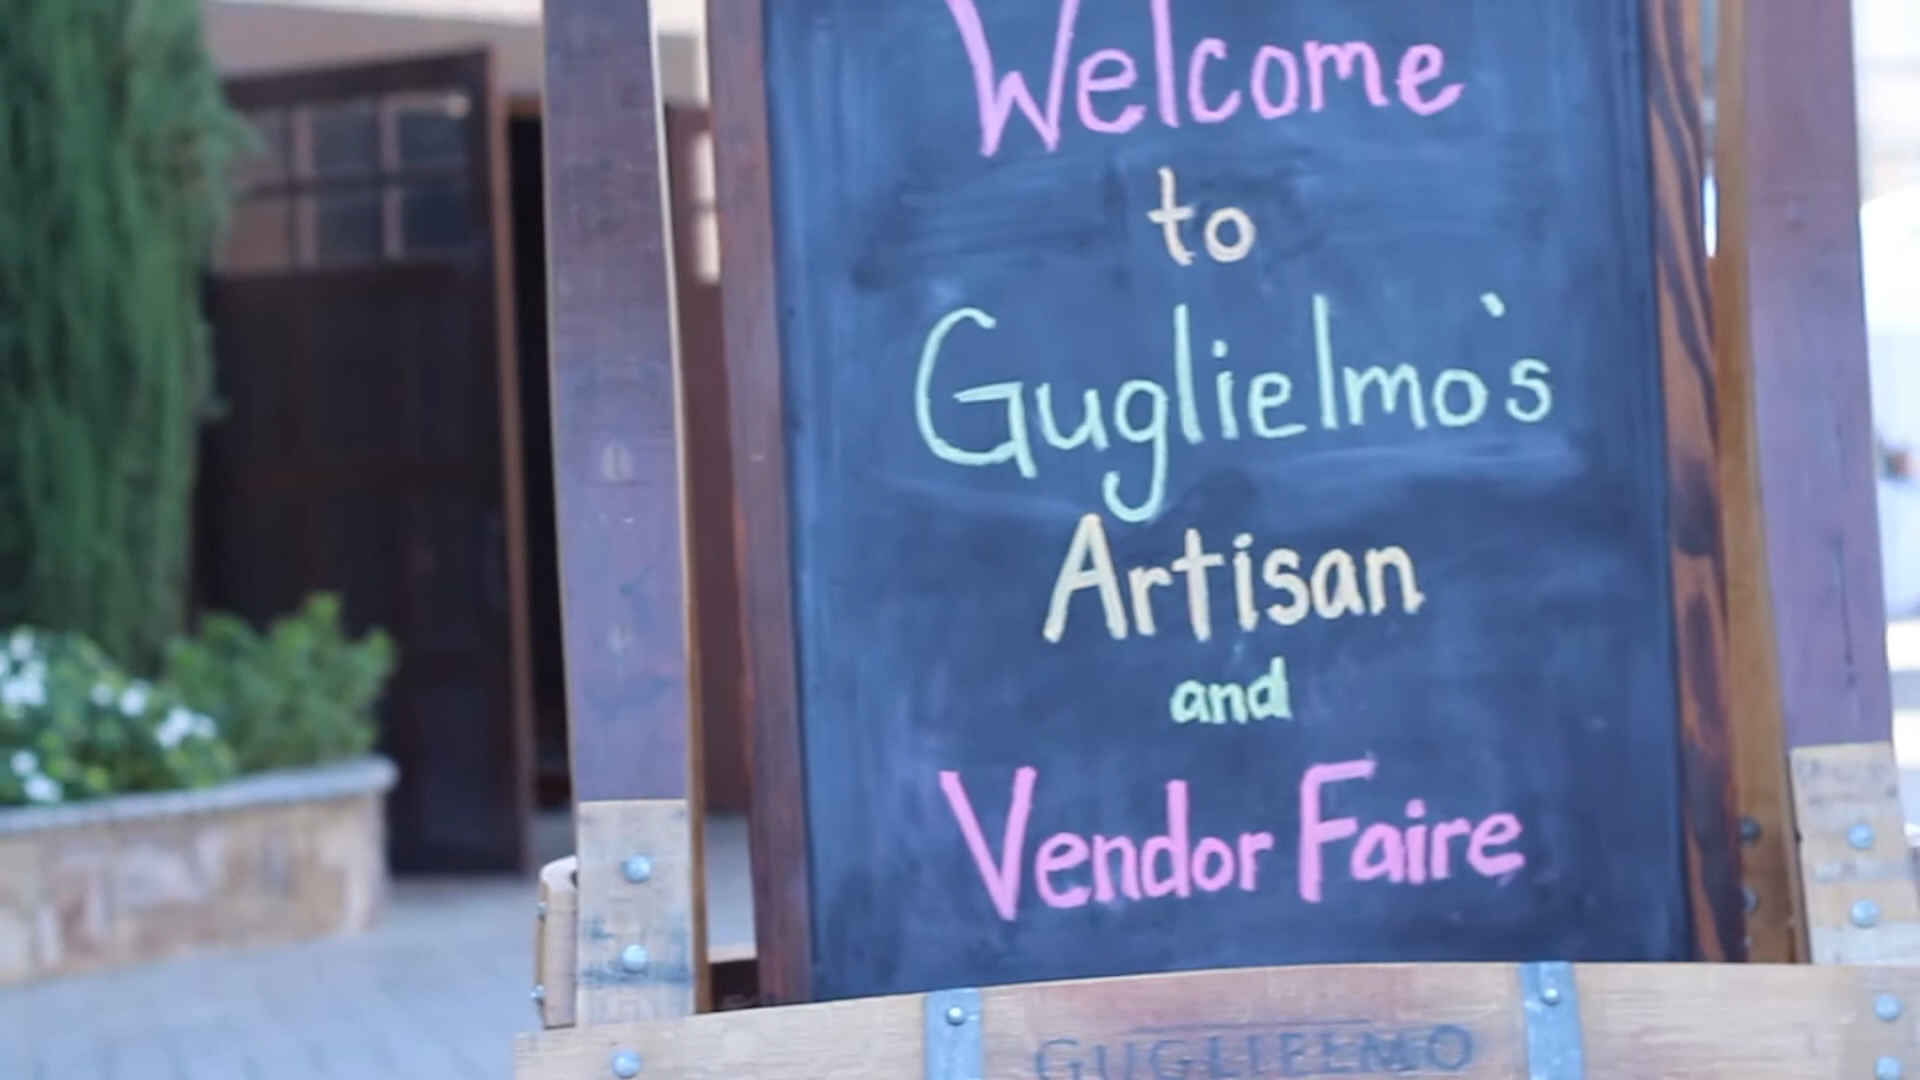 Welcome
to
Guglielmo's
Artisan
and
Vendor Faire
GUGLIELMO